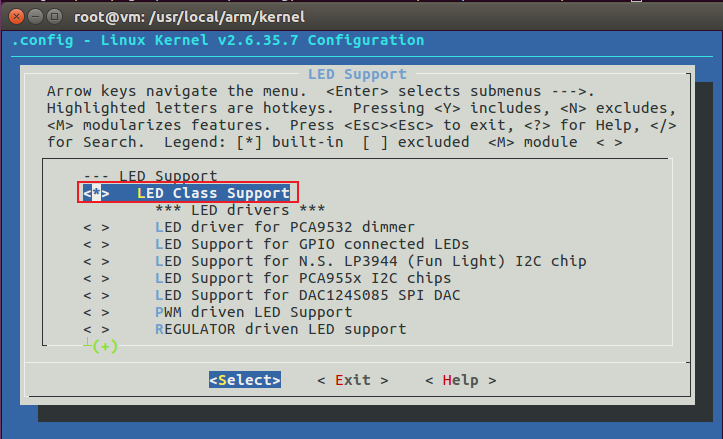 root@vm: /usr/local/arm/kernel
.config - Linux Kernel v2.6.35.7 Configuration
LED Support
Arrow keys navigate the menu. <Enter> selects submenus --->.
Highlighted letters are hotkeys. Pressing <Y> includes, <N> excludes,
<M> modularizes features. Press <Esc><Esc> to exit, <?> for Help, </>
for Search. Legend: [*] built-in [ ] excluded <M> module < >
--- LED Support
<*> LED Class Support
*** LED drivers ***
< > LED driver for PCA9532 dimmer
< > LED Support for GPIO connected LEDs
< > LED Support for N.S. LP3944 (Fun Light) I2C chip
< > LED Support for PCA955x I2C chips
< > LED Support for DAC124S085 SPI DAC
< > PWM driven LED Support
< > REGULATOR driven LED support
(+)
<Select> < Exit > < Help >